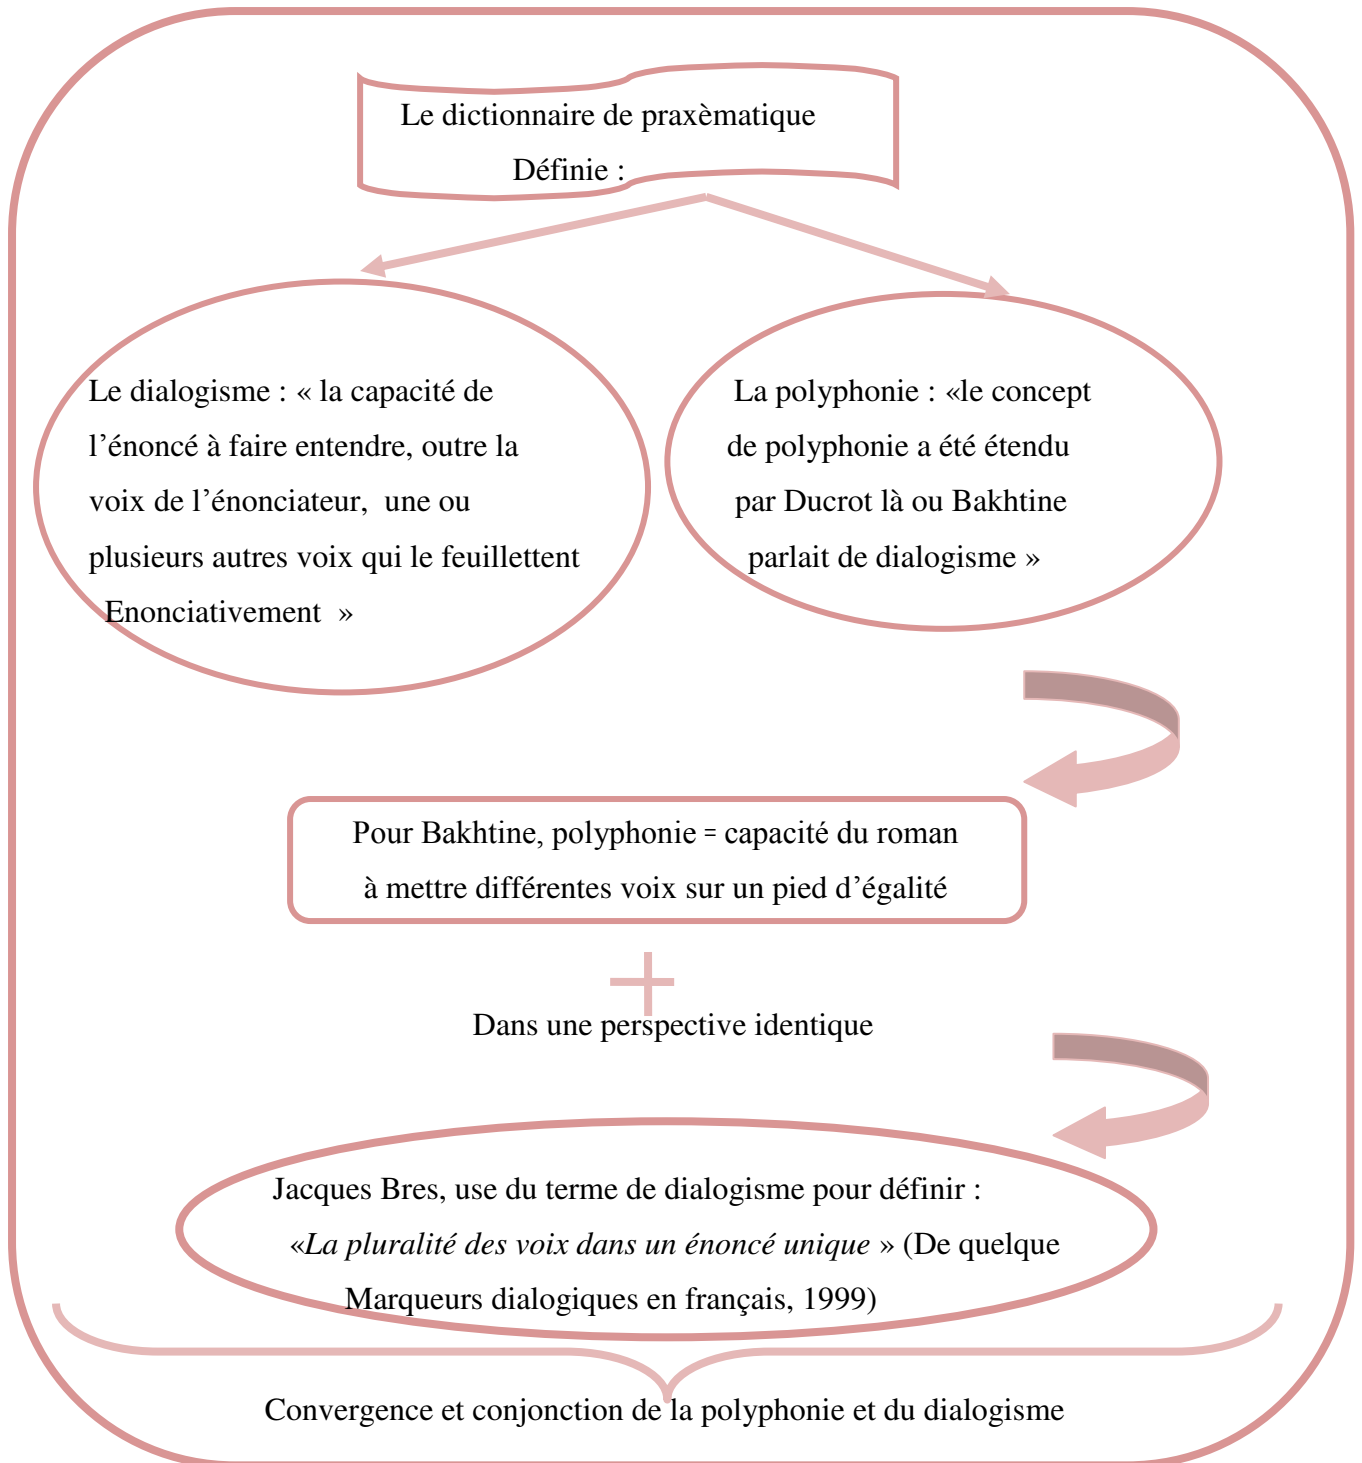 Le dictionnaire de praxèmatique
Définie :
Le dialogisme : « la capacité de
l’énoncé à faire entendre, outre la
voix de l’énonciateur,  une ou
plusieurs autres voix qui le feuillettent
Enonciativement  »
La polyphonie : «le concept
de polyphonie a été étendu
par Ducrot là ou Bakhtine
parlait de dialogisme »
Pour Bakhtine, polyphonie = capacité du roman
à mettre différentes voix sur un pied d’égalité
Dans une perspective identique
Jacques Bres, use du terme de dialogisme pour définir :
«La pluralité des voix dans un énoncé unique » (De quelque
Marqueurs dialogiques en français, 1999)
Convergence et conjonction de la polyphonie et du dialogisme